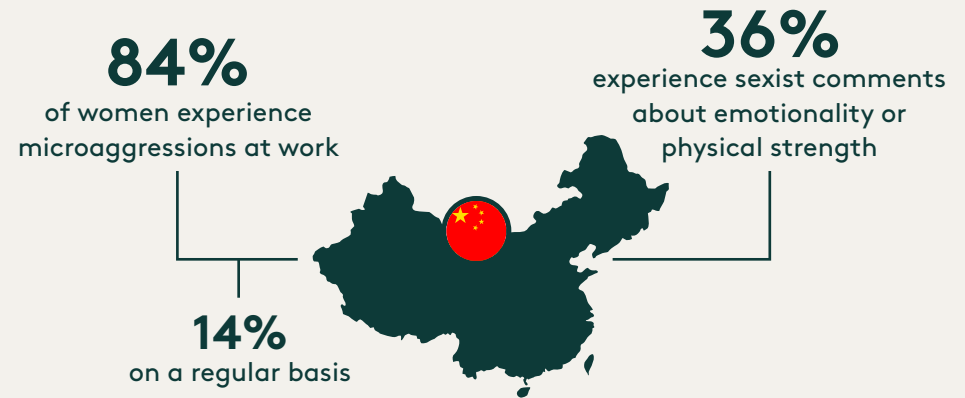 84%
of women experience
microaggressions at work
14%
on a regular basis
36%
experience sexist comments
about emotionality or
physical strength